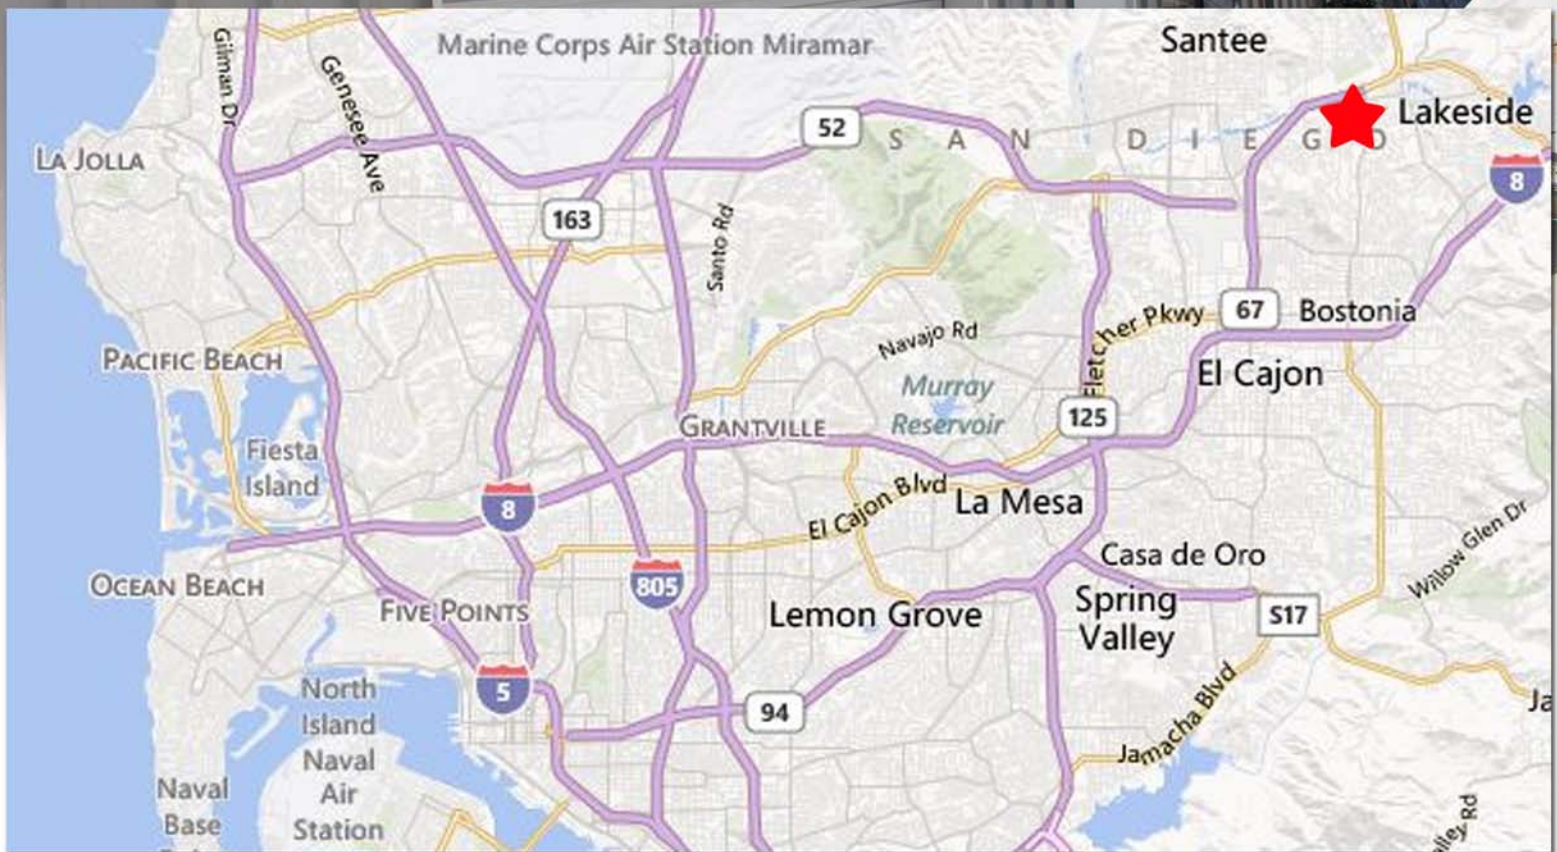 Marine Corps Air Station Miramar
Santee
Gilman Dr
Genesee Ave
Lakeside
52
S A N D I E G O
LA JOLLA
8
163
Santo Rd
67
Bostonia
Fletcher Pkwy
Navajo Rd
PACIFIC BEACH
El Cajon
Murray
Reservoir
125
GRANTVILLE
Fiesta
Island
8
El Cajon Blvd
La Mesa
Willow Glen Dr
Casa de Oro
OCEAN BEACH
805
FIVE POINTS
Lemon Grove
Spring
Valley
S17
5
North
Island
Naval
Air
Station
94
Jamacha Blvd
Ja
Naval
Base